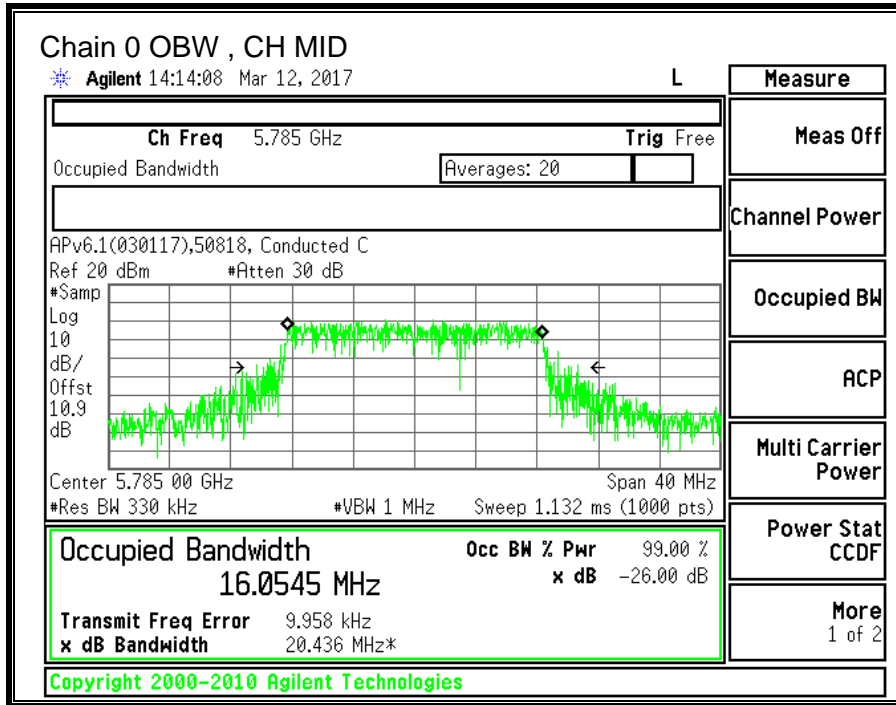 Chain 0 OBW , CH MID
Agilent 14:14:08 Mar 12, 2017 L
Measure
Ch Freq 5.785 GHz Trig Free
Meas Off
Occupied Bandwidth Averages: 20
Channel Power
APv6.1(030117),50818, Conducted C
Ref 20 dBm #Atten 30 dB
#Samp
Log
10
dB/
Offst
10.9
dB
Occupied BW
ACP
Center 5.785 00 GHz Span 40 MHz
#Res BW 330 kHz #VBW 1 MHz Sweep 1.132 ms (1000 pts)
Multi Carrier
Power
Occupied Bandwidth Occ BW % Pwr 99.00 %
16.0545 MHz x dB -26.00 dB
Power Stat
CCDF
Transmit Freq Error 9.958 kHz
x dB Bandwidth 20.436 MHz*
More
1 of 2
Copyright 2000-2010 Agilent Technologies